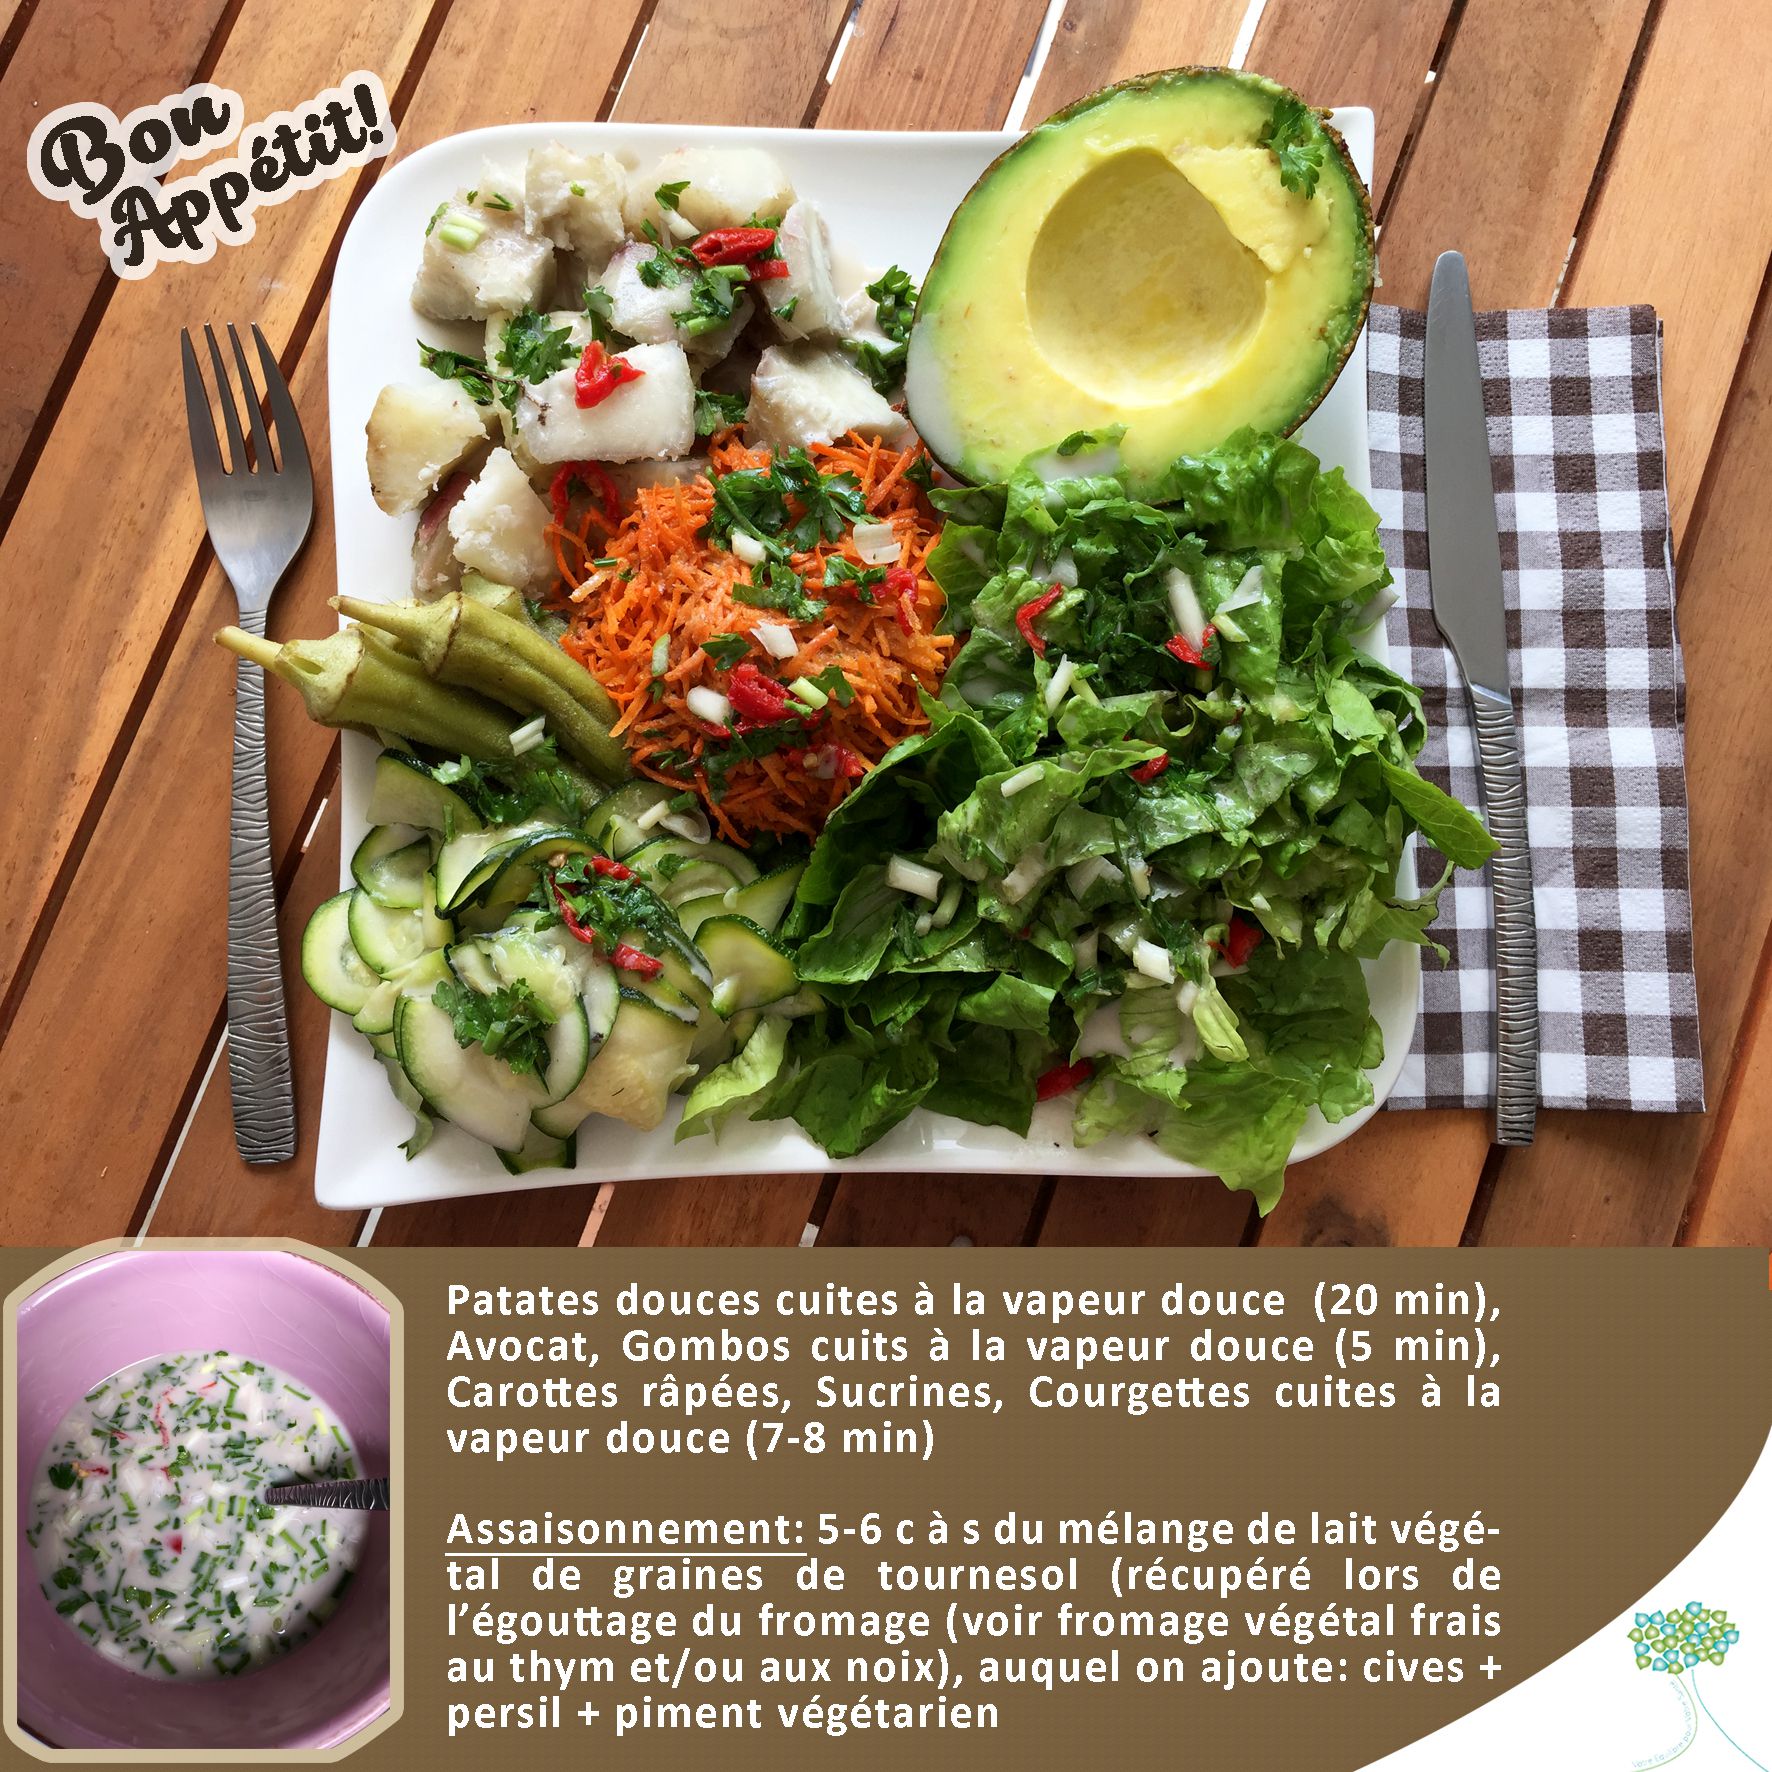 Bon
Appétit!
Patates douces cuites à la vapeur douce (20 min),
Avocat, Gombos cuits à la vapeur douce (5 min),
Carottes râpées, Sucrines, Courgettes cuites à la
vapeur douce (7-8 min)
Assaisonnement: 5-6 c à s du mélange de lait végé-
tal de graines de tournesol (récupéré lors de
l’égouttage du fromage (voir fromage végétal frais
au thym et/ou aux noix), auquel on ajoute: cives +
persil + piment végétarien